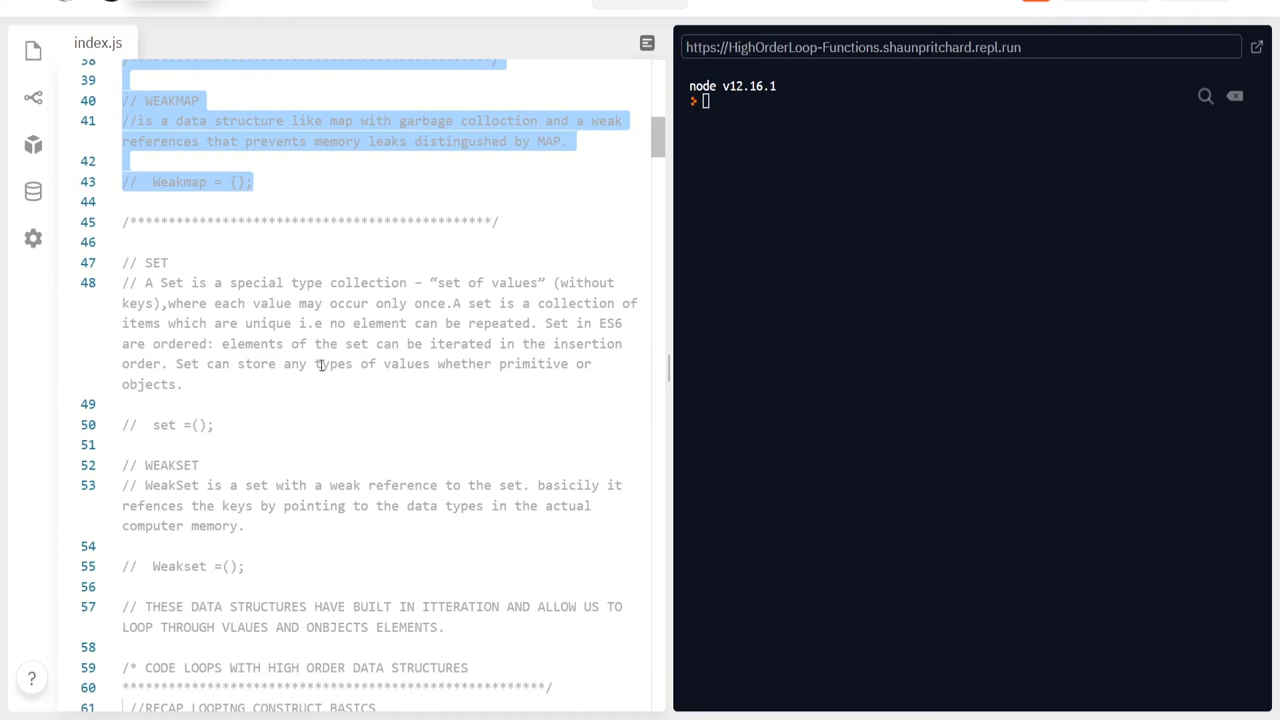 index.js
https://HighOrderLoop-Functions.shaunpritchard.repl.run
node v12.16.1
38
39
40 // WEAKMAP
41 //is a data structure like map with garbage colloction and a weak
references that prevents memory leaks distingushed by MAP.
42
43 //  Weakmap = {};
44
45 /***********************************************/
46
47 // SET
48 // A Set is a special type collection – “set of values” (without
keys),where each value may occur only once.A set is a collection of
items which are unique i.e no element can be repeated. Set in ES6
are ordered: elements of the set can be iterated in the insertion
order. Set can store any types of values whether primitive or
objects.
49
50 //  set =();
51
52 // WEAKSET
53 // WeakSet is a set with a weak reference to the set. basicily it
refences the keys by pointing to the data types in the actual
computer memory.
54
55 //  Weakset =();
56
57 // THESE DATA STRUCTURES HAVE BUILT IN ITTERATION AND ALLOW US TO
LOOP THROUGH VLAUES AND ONBJECTS ELEMENTS.
58
59 /* CODE LOOPS WITH HIGH ORDER DATA STRUCTURES
60 *******************************************************/
61 //RECAP LOOPING CONSTRUCT BASICS
?